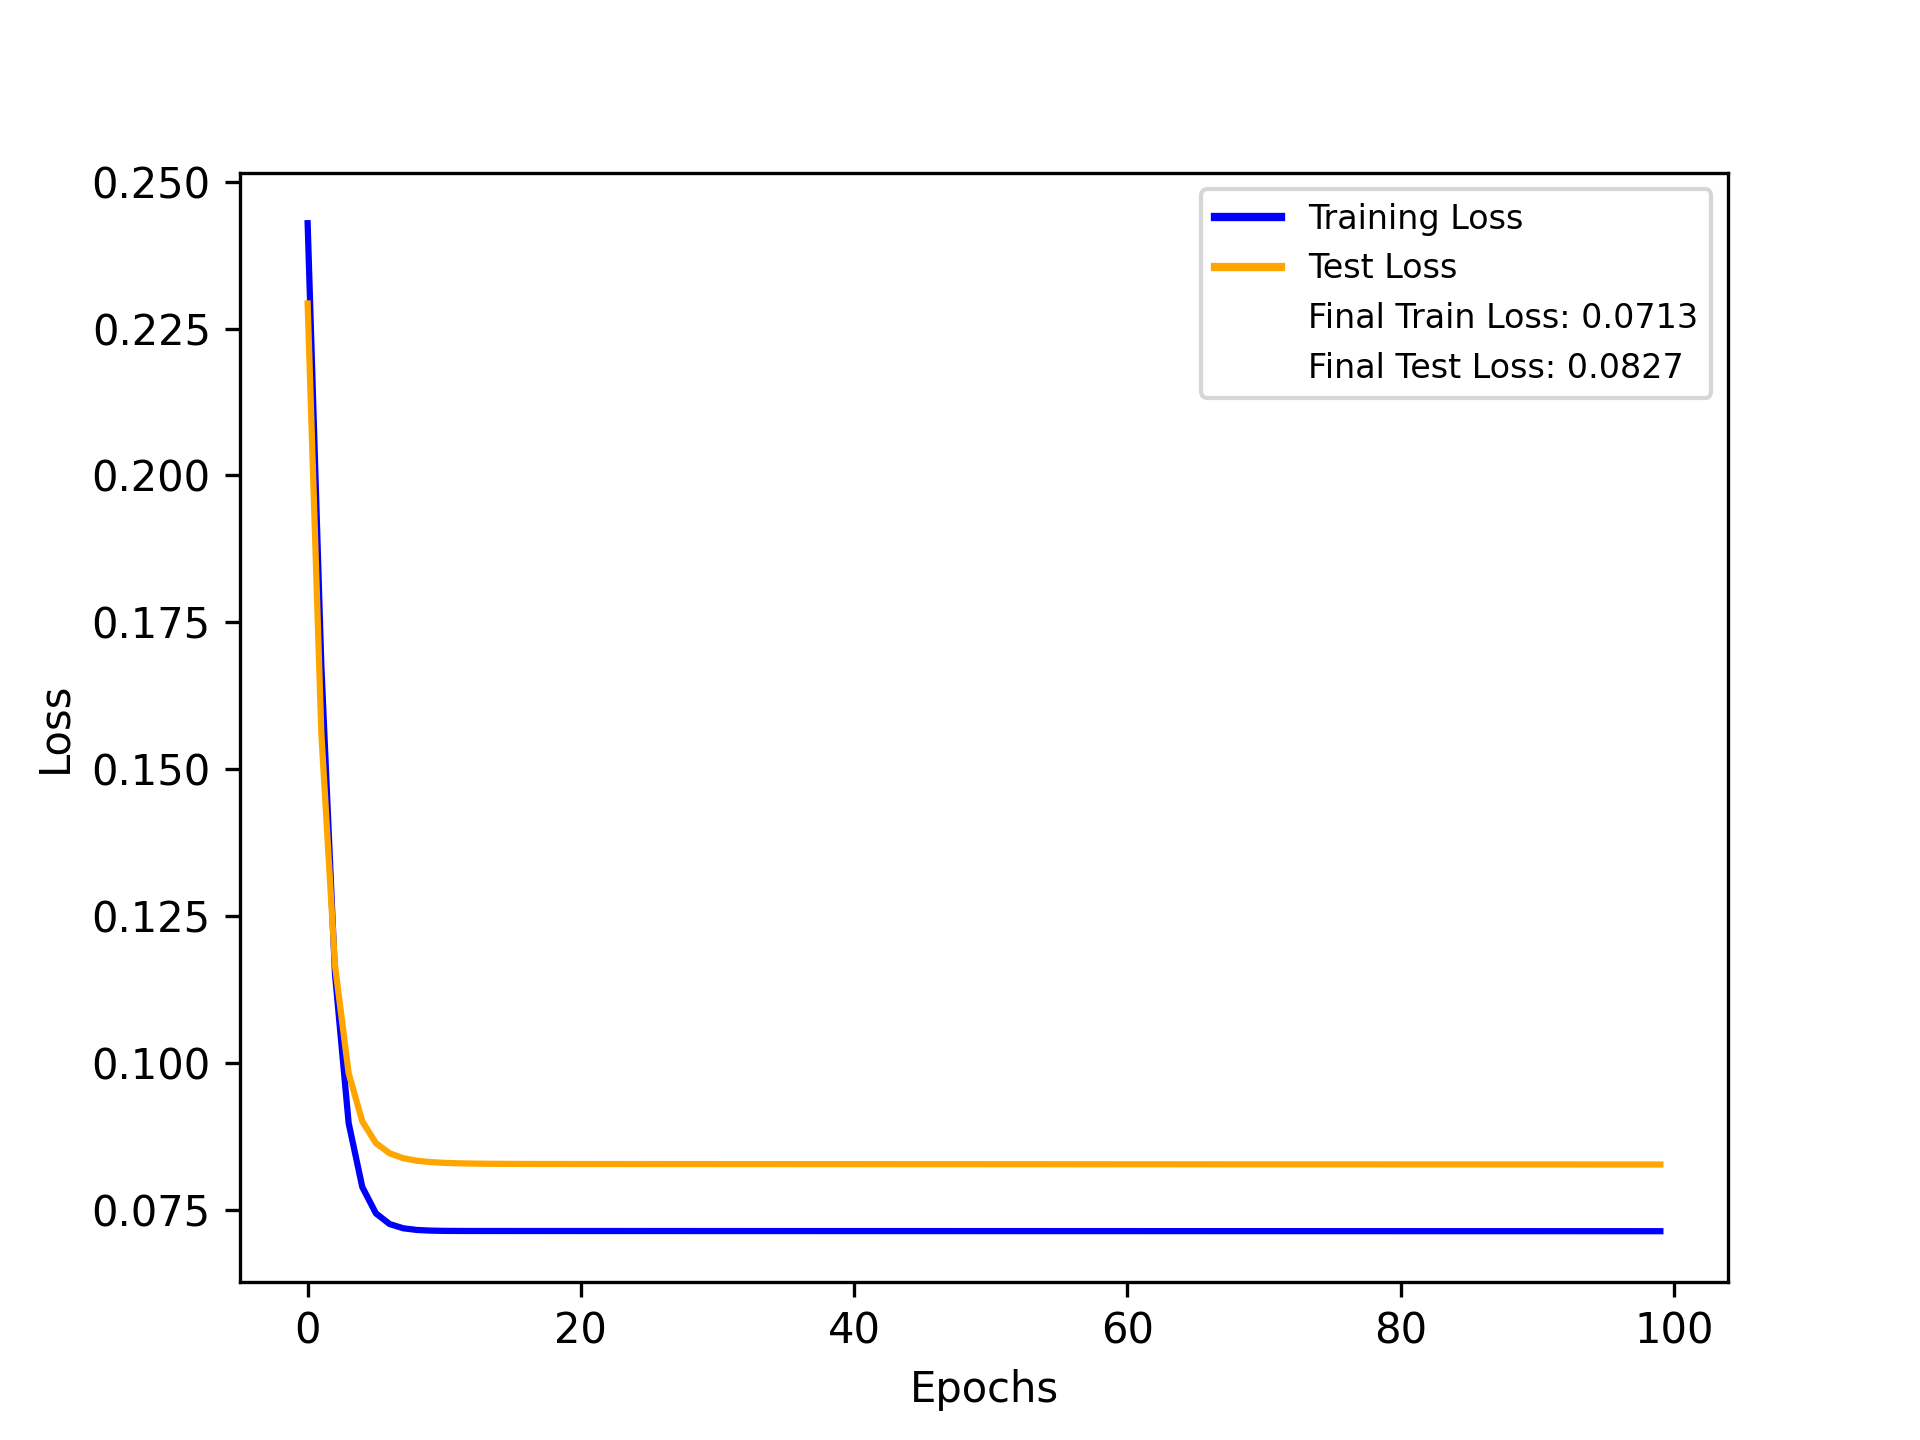 0.250
0.225
0.200
0.175
0.150
0.125
0.100
0.075
Loss
0 20 40 60 80 100
Epochs
Training Loss
Test Loss
Final Train Loss: 0.0713
Final Test Loss: 0.0827